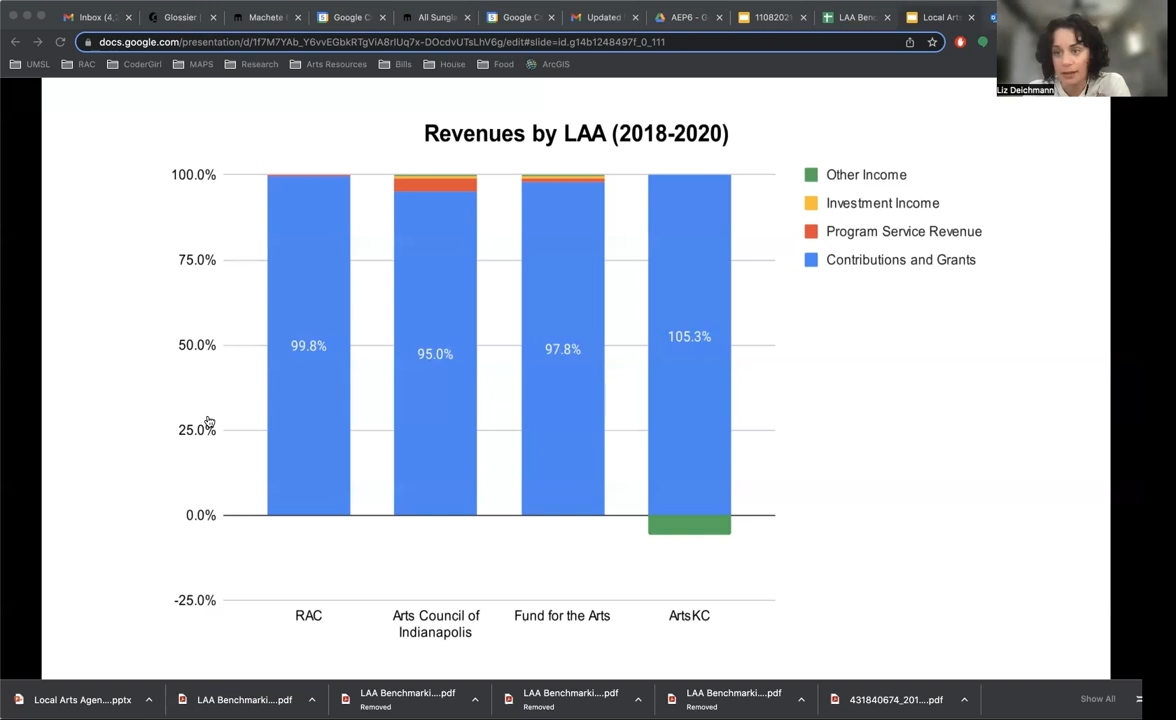 Inbox (4,
Glossier
Machete E
Google C
All Sungla
Google C
Updated
AEP6 - G
11082021
LAA Ben
Local Art
docs.google.com/presentation/d/1f7M7YAb_Y6vvEGbkRTgViA8rIUq7x-DOcdvUTsLhV6g/edit#slide=id.g14b1248497f_0_111
UMSL
RAC
CoderGirl
MAPS
Research
Arts Resources
Bills
House
Food
ArcGIS
Liz Deichmann
Revenues by LAA (2018-2020)
100.0%
75.0%
50.0%
25.0%
0.0%
-25.0%
99.8%
95.0%
97.8%
105.3%
RAC
Arts Council of
Indianapolis
Fund for the Arts
ArtsKC
Other Income
Investment Income
Program Service Revenue
Contributions and Grants
Local Arts Agen....pptx
LAA Benchmarki....pdf
LAA Benchmarki....pdf
Removed
LAA Benchmarki....pdf
Removed
LAA Benchmarki....pdf
Removed
431840674_201....pdf
Show All